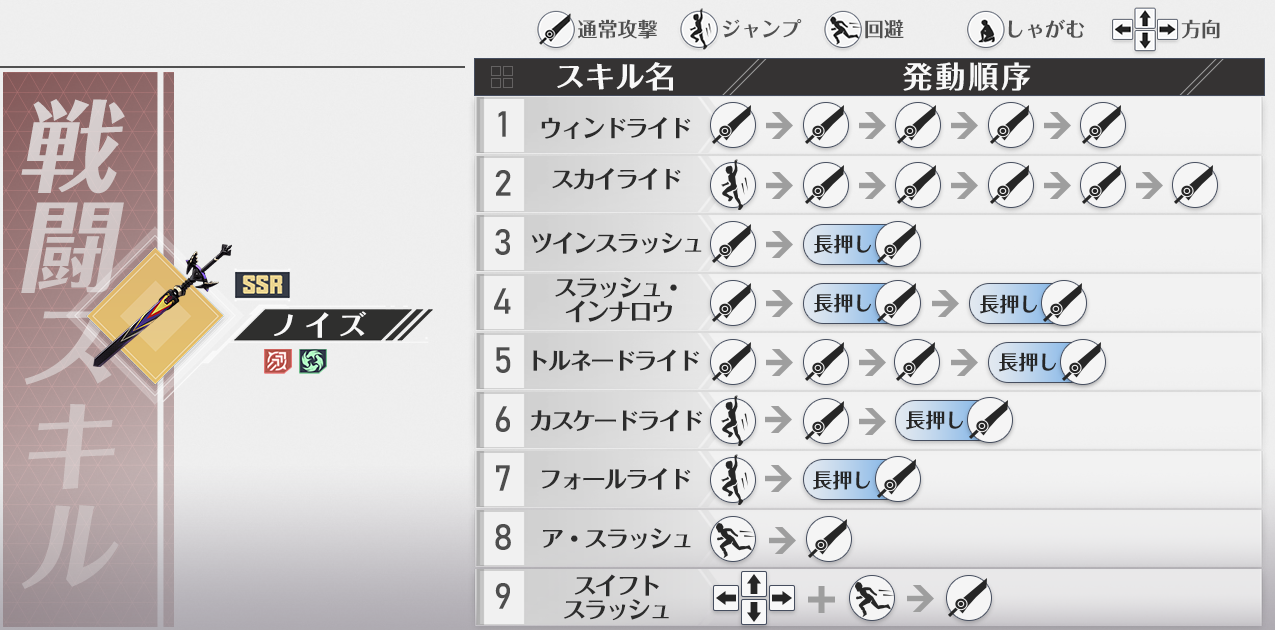 通常攻撃 ジャンプ 回避 しゃがむ 方向
戦闘スキル
SSR
ノイズ
スキル名 発動順序
1 ウィンドライド
2 スカイライド
3 ツインスラッシュ 長押し
4 スラッシュ・
インナロウ 長押し 長押し
5 トルネードライド 長押し
6 カスケードライド 長押し
7 フォールライド 長押し
8 ア・スラッシュ
9 スイフト
スラッシュ